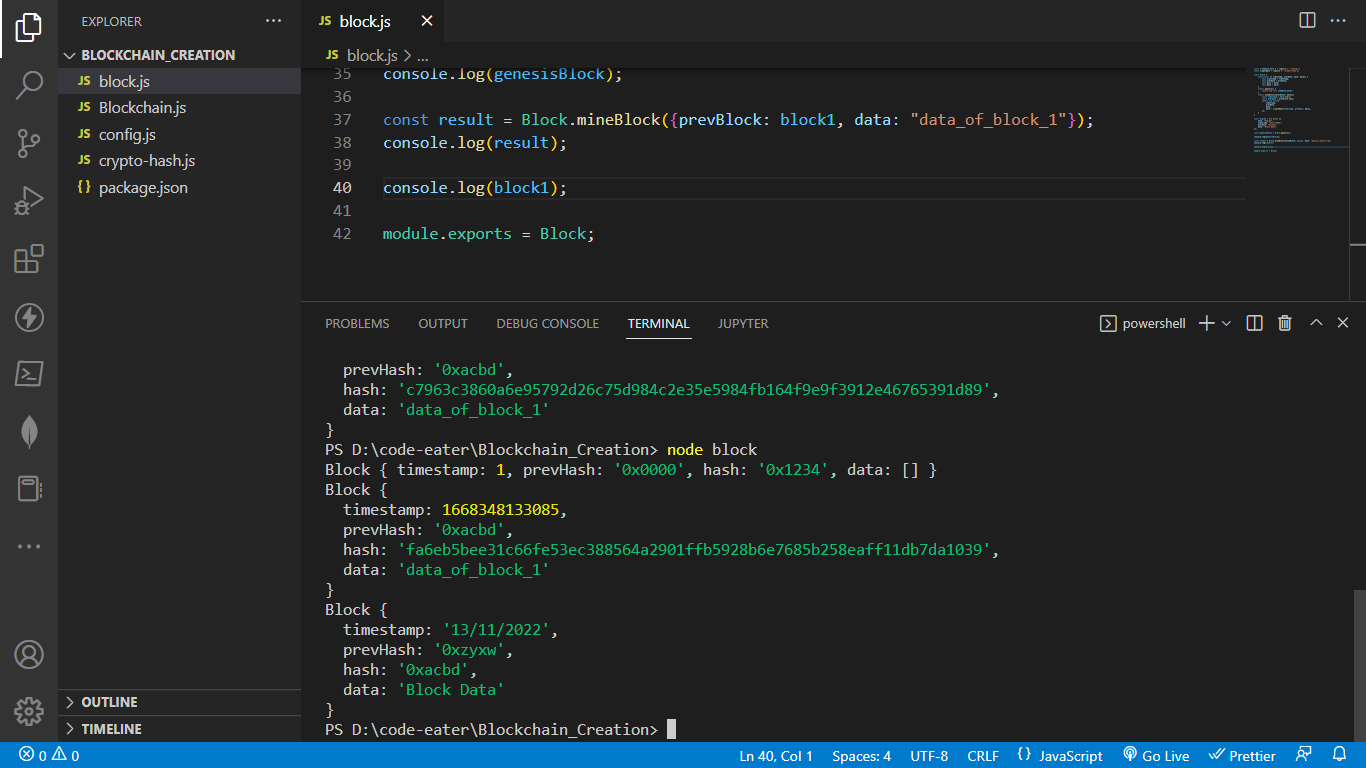 EXPLORER
BLOCKCHAIN_CREATION
JS block.js
JS Blockchain.js
JS config.js
JS crypto-hash.js
{} package.json
OUTLINE
TIMELINE
JS block.js
JS block.js > ...
35 console.log(genesisBlock);
36
37 const result = Block.mineBlock({prevBlock: block1, data: "data_of_block_1"});
38 console.log(result);
39
40 console.log(block1);
41
42 module.exports = Block;
PROBLEMS OUTPUT DEBUG CONSOLE TERMINAL JUPYTER
powershell
prevHash: '0xacbd',
hash: 'c7963c3860a6e95792d26c75d984c2e35e5984fb164f9e9f3912e46765391d89',
data: 'data_of_block_1'
}
PS D:\code-eater\Blockchain_Creation> node block
Block { timestamp: 1, prevHash: '0x0000', hash: '0x1234', data: [] }
Block {
timestamp: 1668348133085,
prevHash: '0xacbd',
hash: 'fa6eb5bee31c66fe53ec388564a2901ffb5928b6e7685b258eaff11db7da1039',
data: 'data_of_block_1'
}
Block {
timestamp: '13/11/2022',
prevHash: '0xzyxw',
hash: '0xacbd',
data: 'Block Data'
}
PS D:\code-eater\Blockchain_Creation>
0 0 Ln 40, Col 1 Spaces: 4 UTF-8 CRLF {} JavaScript Go Live Prettier